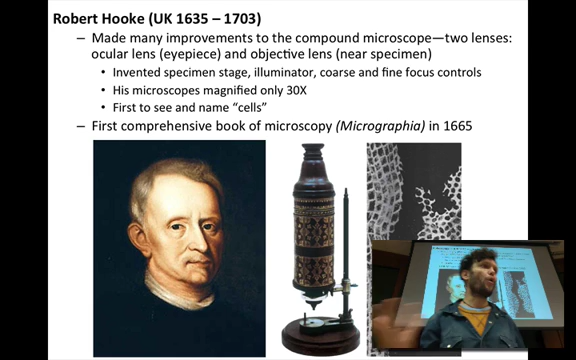 Robert Hooke (UK 1635 – 1703)
– Made many improvements to the compound microscope—two lenses:
ocular lens (eyepiece) and objective lens (near specimen)
• Invented specimen stage, illuminator, coarse and fine focus controls
• His microscopes magnified only 30X
• First to see and name “cells”
– First comprehensive book of microscopy (Micrographia) in 1665